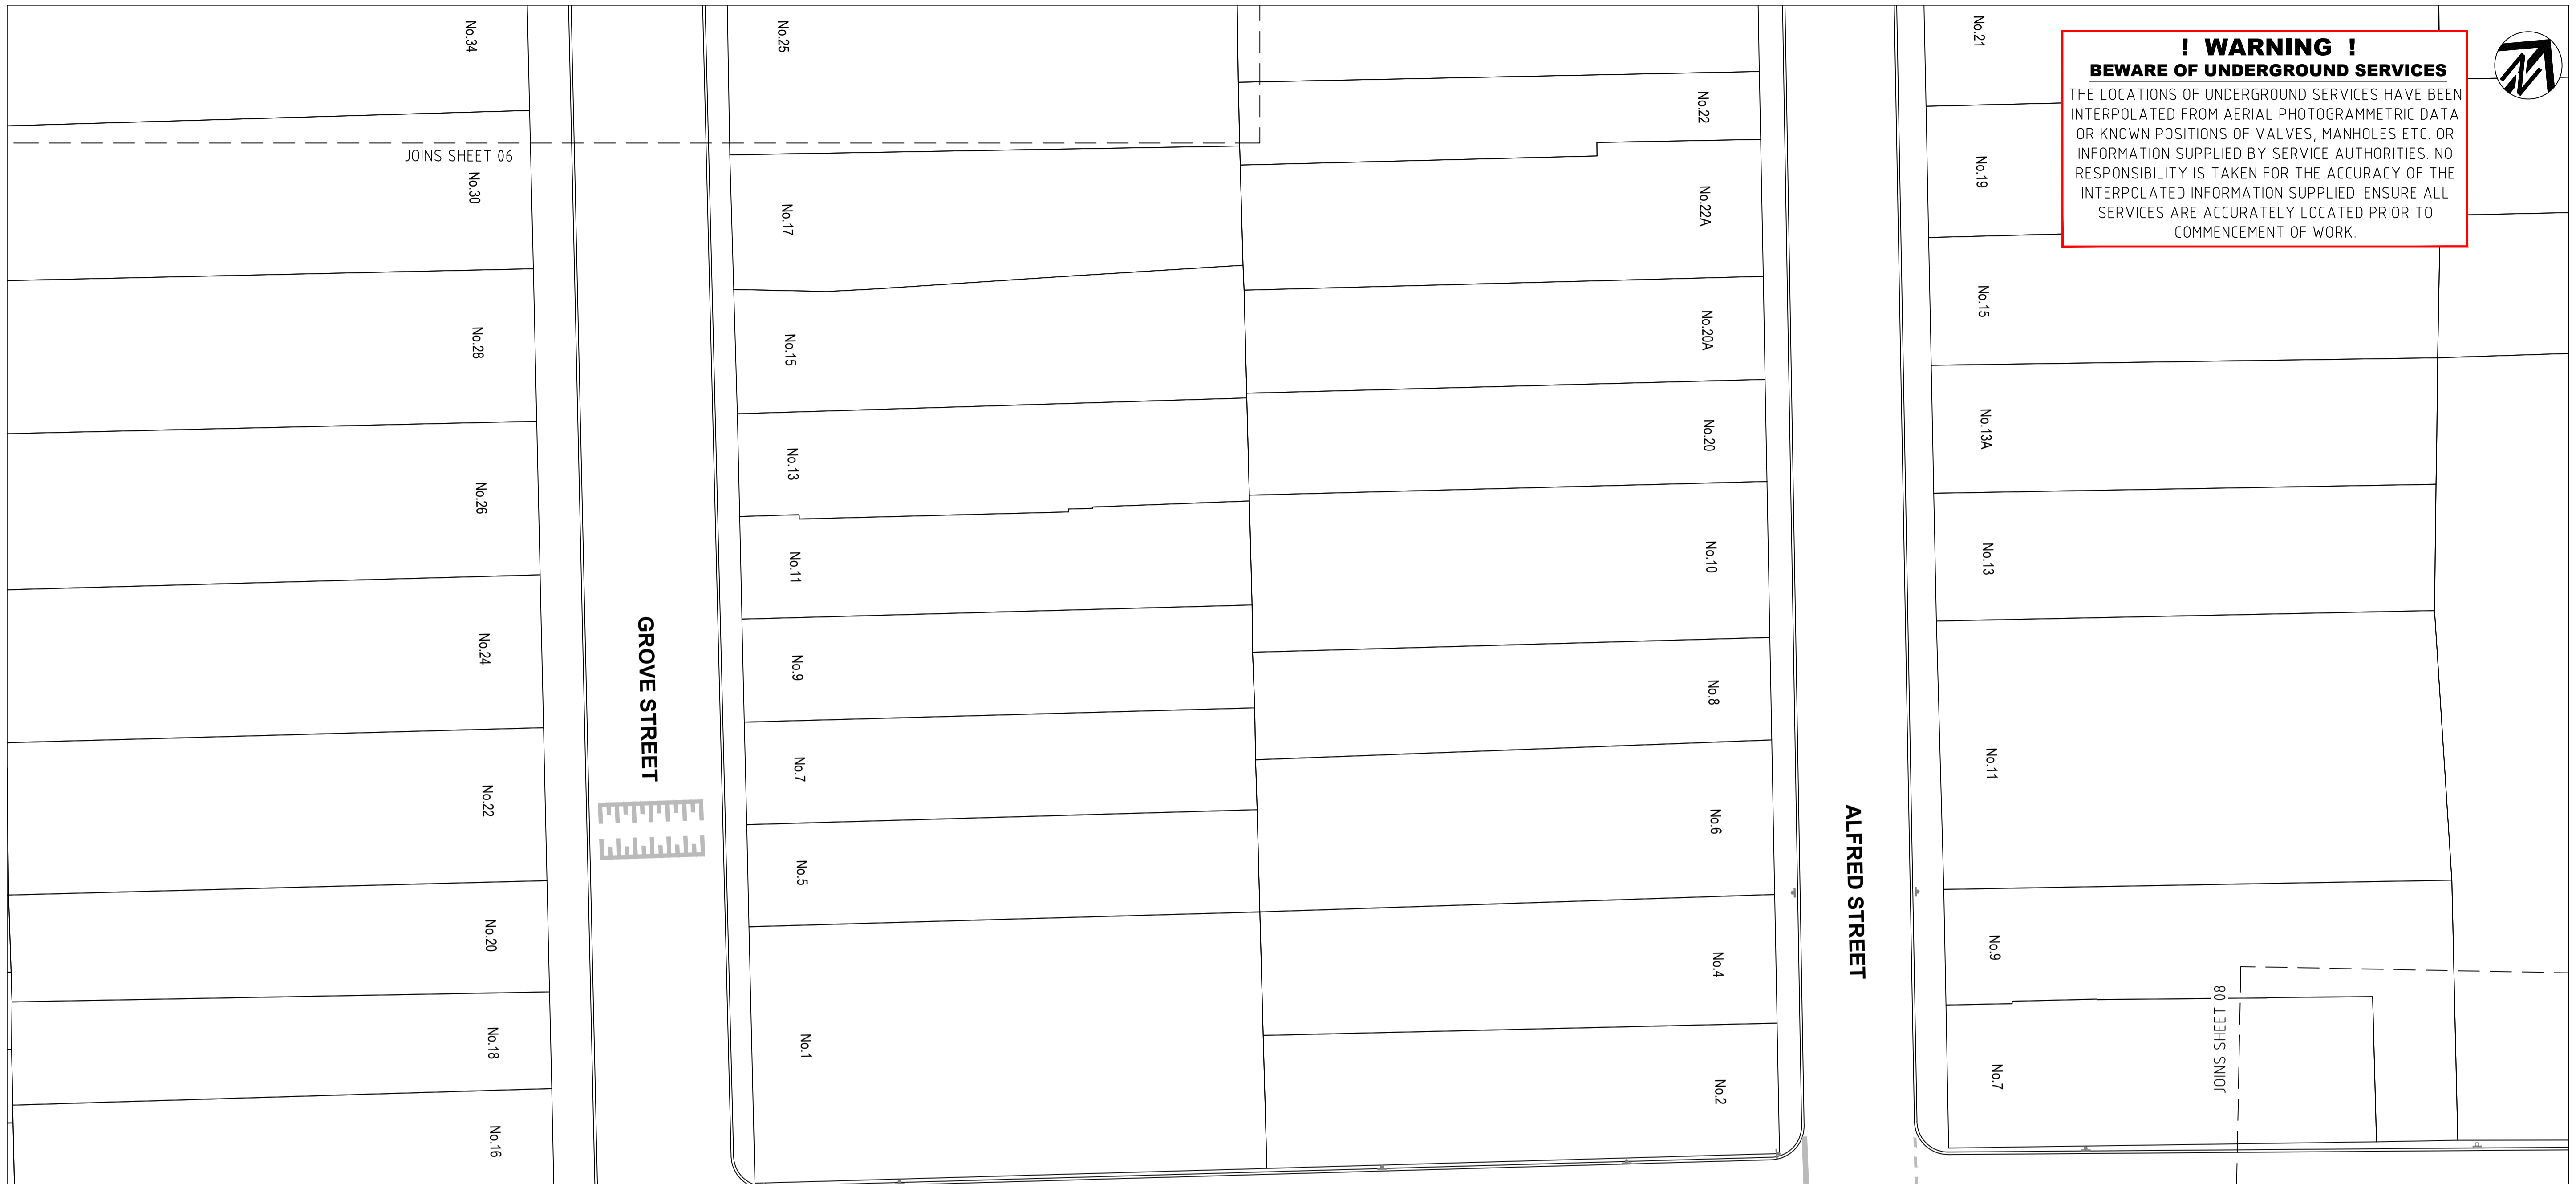 No.34
JOINS SHEET 06
No.30
No.28
No.26
No.24
No.22
No.20
No.18
No.16
GROVE STREET
No.25
No.17
No.15
No.13
No.11
No.9
No.7
No.5
No.1
No.22
No.22A
No.20A
No.20
No.10
No.8
No.6
No.4
No.2
ALFRED STREET
No.21
No.19
No.15
No.13A
No.13
No.11
No.9
No.7
JOINS SHEET 08
! WARNING !
BEWARE OF UNDERGROUND SERVICES
THE LOCATIONS OF UNDERGROUND SERVICES HAVE BEEN
INTERPOLATED FROM AERIAL PHOTOGRAMMETRIC DATA
OR KNOWN POSITIONS OF VALVES, MANHOLES ETC. OR
INFORMATION SUPPLIED BY SERVICE AUTHORITIES. NO
RESPONSIBILITY IS TAKEN FOR THE ACCURACY OF THE
INTERPOLATED INFORMATION SUPPLIED. ENSURE ALL
SERVICES ARE ACCURATELY LOCATED PRIOR TO
COMMENCEMENT OF WORK.
N